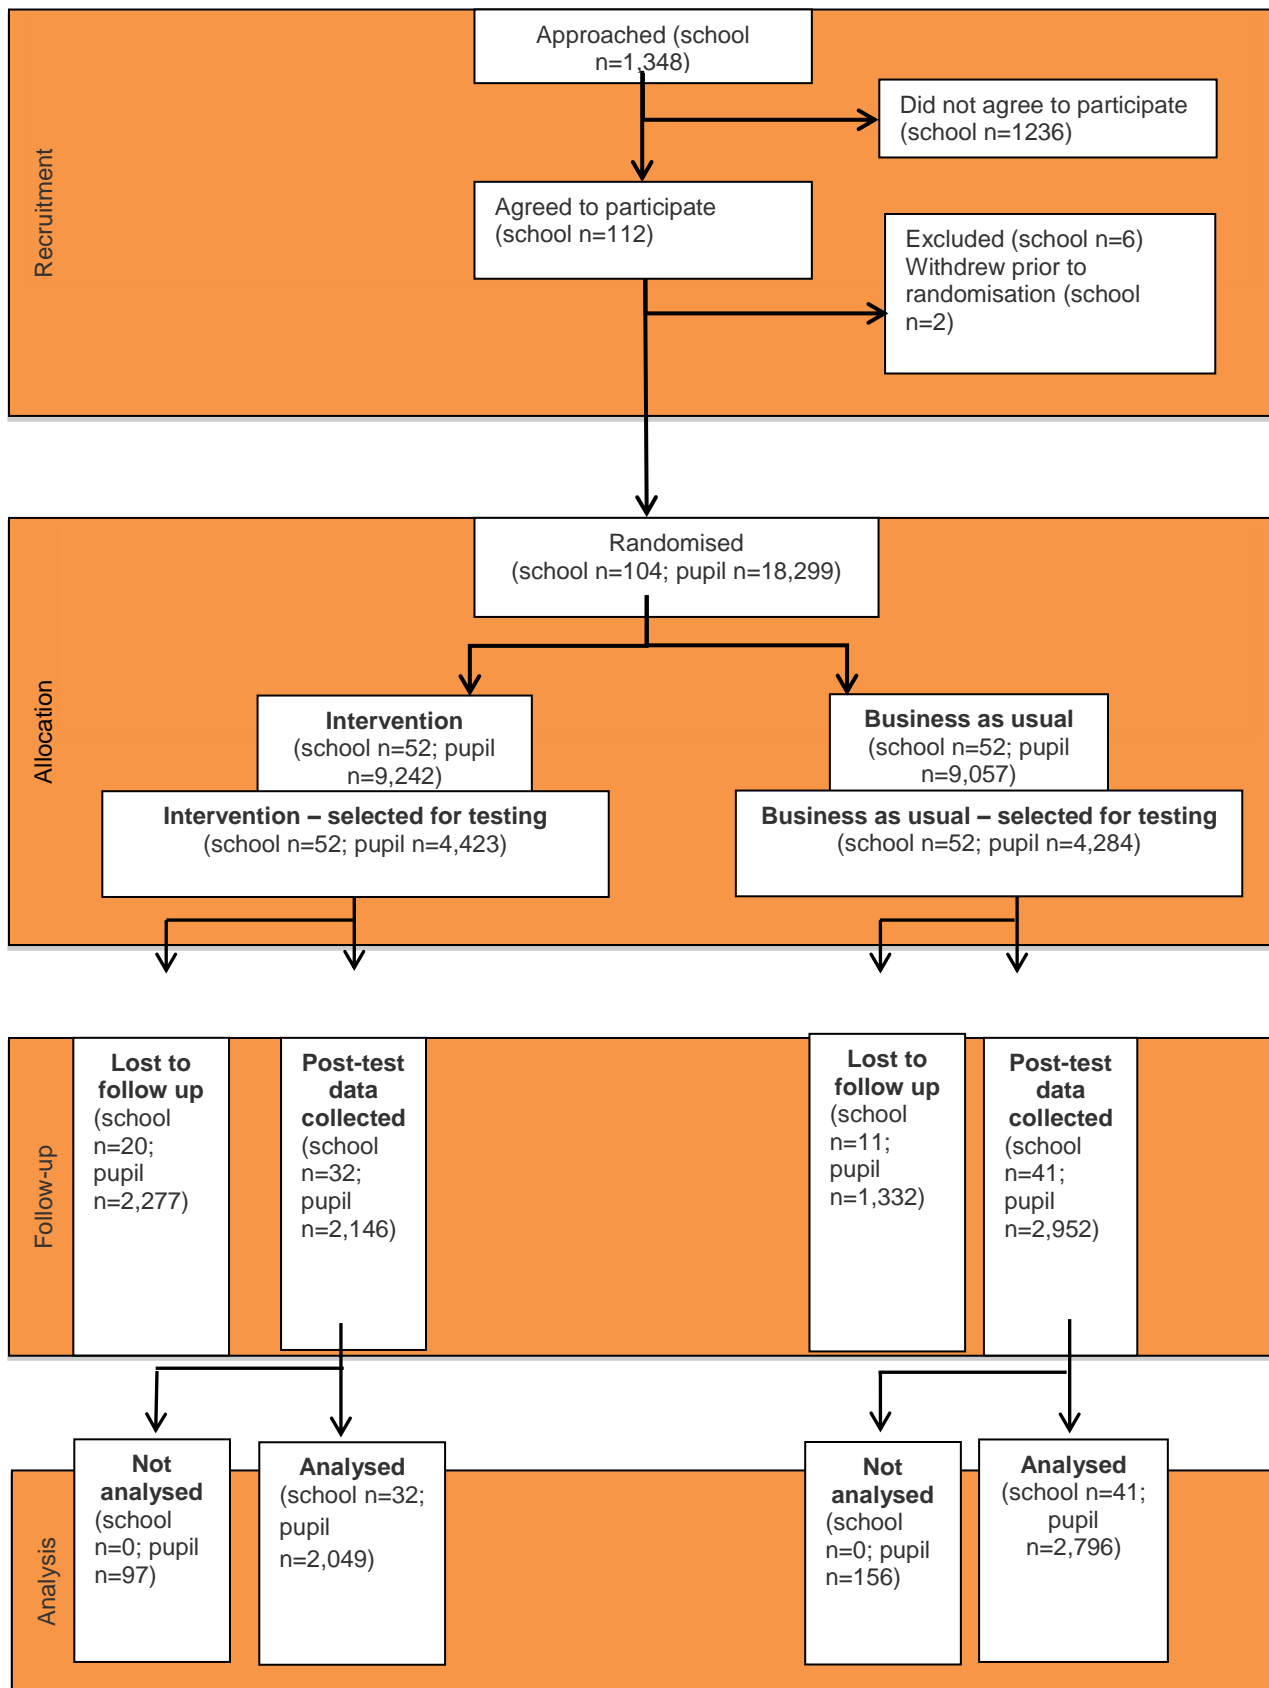 Recruitment
Approached (school
n=1,348)
Did not agree to participate
(school n=1236)
Agreed to participate
(school n=112)
Excluded (school n=6)
Withdrew prior to
randomisation (school
n=2)
Allocation
Randomised
(school n=104; pupil n=18,299)
Intervention
(school n=52; pupil
n=9,242)
Business as usual
(school n=52; pupil
n=9,057)
Intervention – selected for testing
(school n=52; pupil n=4,423)
Business as usual – selected for testing
(school n=52; pupil n=4,284)
Follow-up
Lost to
follow up
(school
n=20;
pupil
n=2,277)
Post-test
data
collected
(school
n=32;
pupil
n=2,146)
Lost to
follow up
(school
n=11;
pupil
n=1,332)
Post-test
data
collected
(school
n=41;
pupil
n=2,952)
Analysis
Not
analysed
(school
n=0; pupil
n=97)
Analysed
(school n=32;
pupil
n=2,049)
Not
analysed
(school
n=0; pupil
n=156)
Analysed
(school n=41;
pupil
n=2,796)